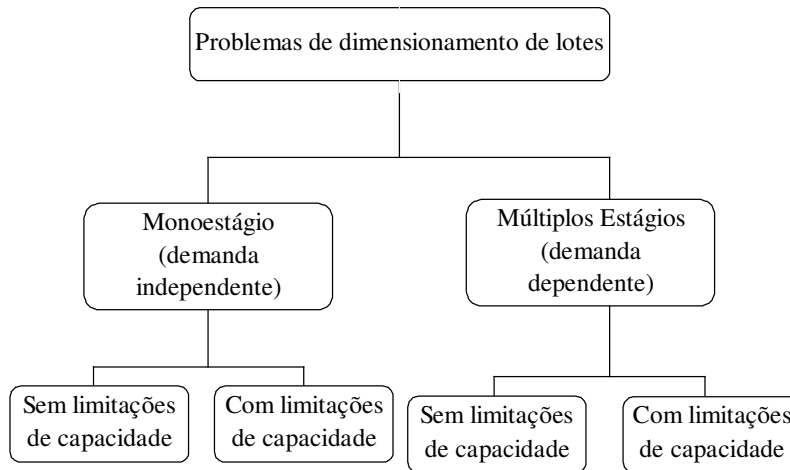 Problemas de dimensionamento de lotes
Monoestágio
(demanda
independente)
Múltiplos Estágios
(demanda
dependente)
Sem limitações
de capacidade
Com limitações
de capacidade
Sem limitações
de capacidade
Com limitações
de capacidade